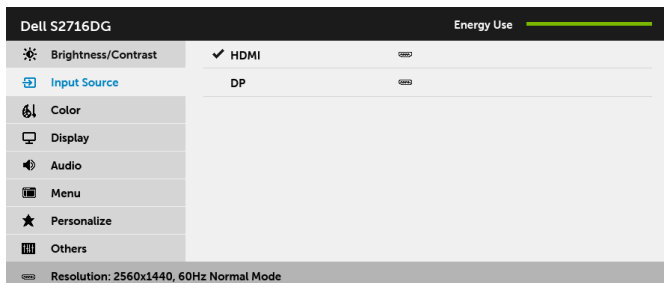 Dell S2716DG Energy Use
Brightness/Contrast HDMI
Input Source DP
Color
Display
Audio
Menu
Personalize
Others
Resolution: 2560x1440, 60Hz Normal Mode